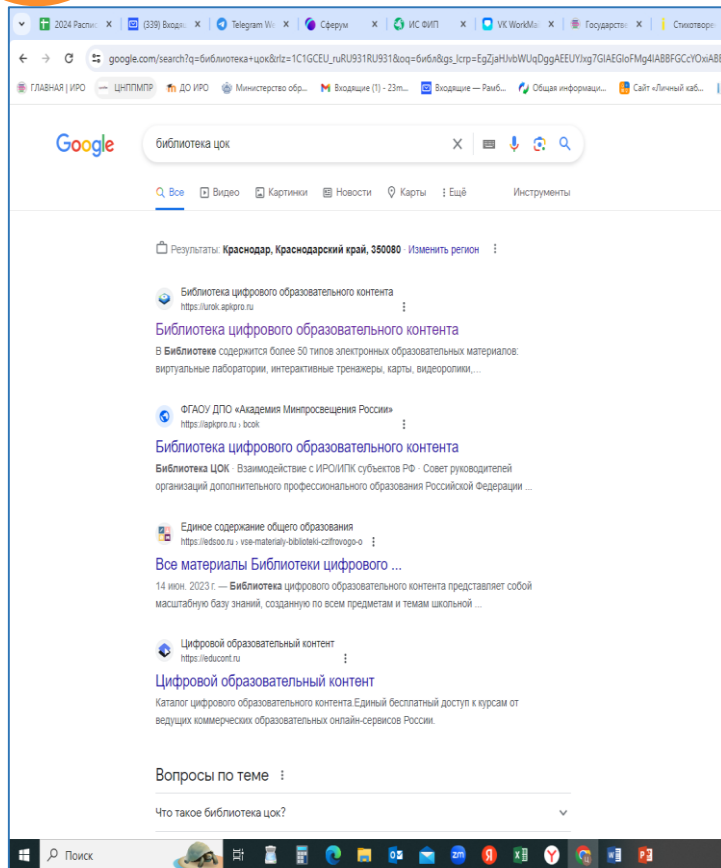 2024 Распис
(339) Входящ
Telegram We
Сферум
ИС ФИП
VK WorkMai
Государстве
Стихотворе
google.com/search?q=библиотека+цок&rlz=1C1GCEU_ruRU931RU931&oq=библ&gs_lcrp=
ГЛАВНАЯ | ИРО
ЦНППМПР
ДО ИРО
Министерство обр...
Входящие (1) - 23m...
Входящие — Рамб...
Общая информаци...
Сайт «Личный каб...
Google
библиотека цок
Все Видео Картинки Новости Карты Ещё Инструменты
Результаты: Краснодар, Краснодарский край, 350080 · Изменить регион
Библиотека цифрового образовательного контента
https://urok.apkpro.ru
Библиотека цифрового образовательного контента
В Библиотеке содержится более 50 типов электронных образовательных материалов:
виртуальные лаборатории, интерактивные тренажеры, карты, видеоролики,...
ФГАОУ ДПО «Академия Минпросвещения России»
https://apkpro.ru › bcok
Библиотека цифрового образовательного контента
Библиотека ЦОК · Взаимодействие с ИРО/ИПК субъектов РФ · Совет руководителей
организаций дополнительного профессионального образования Российской Федерации ...
Единое содержание общего образования
https://edsoo.ru › vse-materialy-biblioteki-czifrovogo-o
Все материалы Библиотеки цифрового ...
14 июн. 2023 г. — Библиотека цифрового образовательного контента представляет собой
масштабную базу знаний, созданную по всем предметам и темам школьной ...
Цифровой образовательный контент
https://educont.ru
Цифровой образовательный контент
Каталог цифрового образовательного контента.Единый бесплатный доступ к курсам от
ведущих коммерческих образовательных онлайн-сервисов России.
Вопросы по теме
Что такое библиотека цок?
Поиск